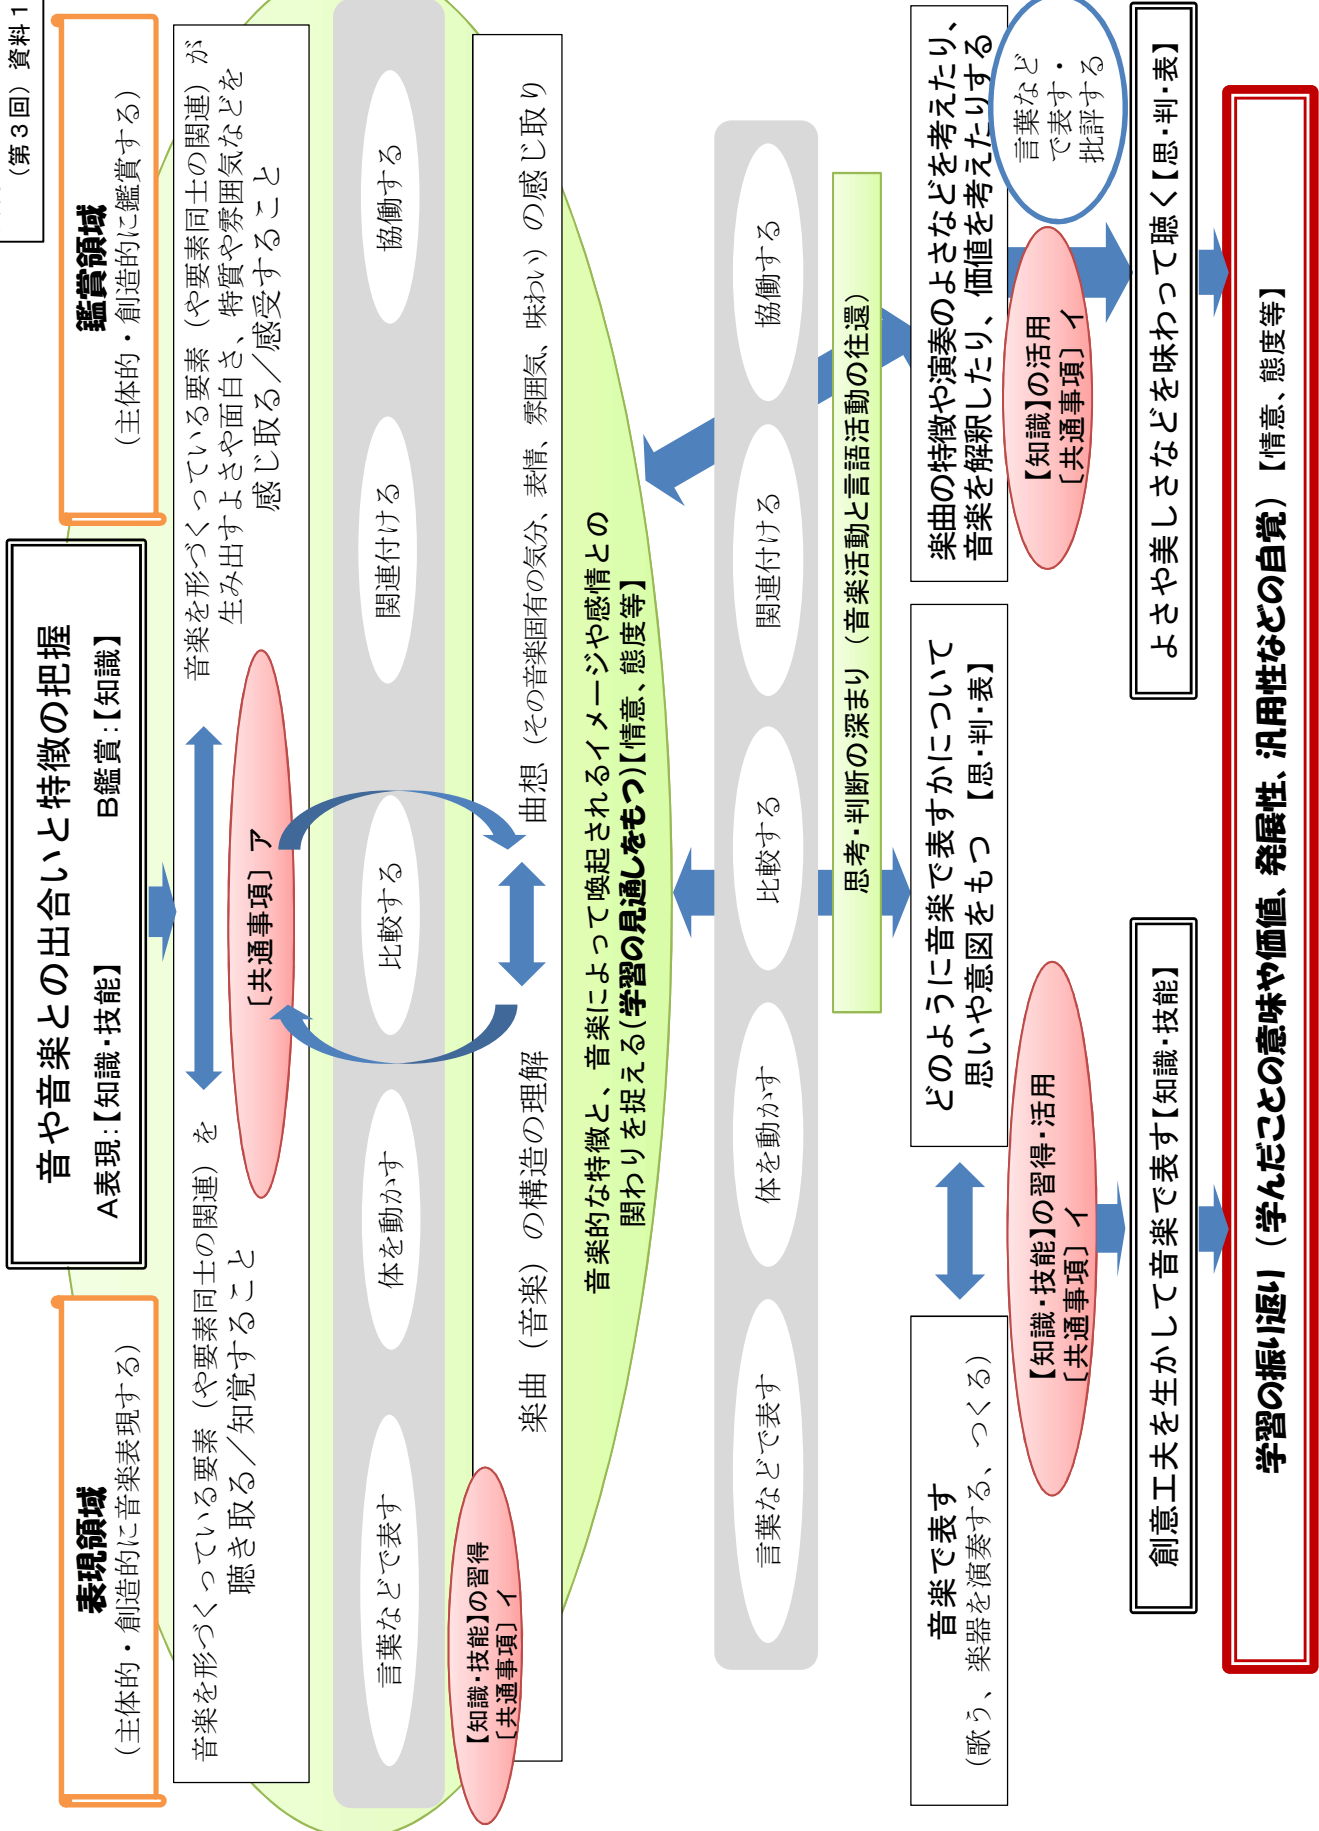 （第３回）資料１
音や音楽との出合いと特徴の把握
A表現:【知識・技能】　B鑑賞:【知識】
表現領域
（主体的・創造的に音楽表現する）
鑑賞領域
（主体的・創造的に鑑賞する）
音楽を形づくっている要素（や要素同士の関連）を
聴き取る／知覚すること
音楽を形づくっている要素（や要素同士の関連）が
生み出すよさや面白さ、特質や雰囲気などを
感じ取る／感受すること
［共通事項］ ア
言葉などで表す
体を動かす
比較する
関連付ける
協働する
楽曲（音楽）の構造の理解
曲想（その音楽固有の気分、表情、雰囲気、味わい）の感じ取り
【知識・技能】の習得
［共通事項］ イ
音楽的な特徴と、音楽によって喚起されるイメージや感情との
関わりを捉える(学習の見通しをもつ)【情意、態度等】
言葉などで表す
体を動かす
比較する
関連付ける
協働する
思考・判断の深まり（音楽活動と言語活動の往還）
音楽で表す
（歌う、楽器を演奏する、つくる）
どのように音楽で表すかについて
思いや意図をもつ　【思・判・表】
楽曲の特徴や演奏のよさなどを考えたり、
音楽を解釈したり、価値を考えたりする
【知識・技能】の習得・活用
［共通事項］ イ
【知識】の活用
［共通事項］ イ
言葉など
で表す・
批評する
創意工夫を生かして音楽で表す【知識・技能】
よさや美しさなどを味わって聴く【思・判・表】
学習の振り返り（学んだことの意味や価値、発展性、汎用性などの自覚）【情意、態度等】